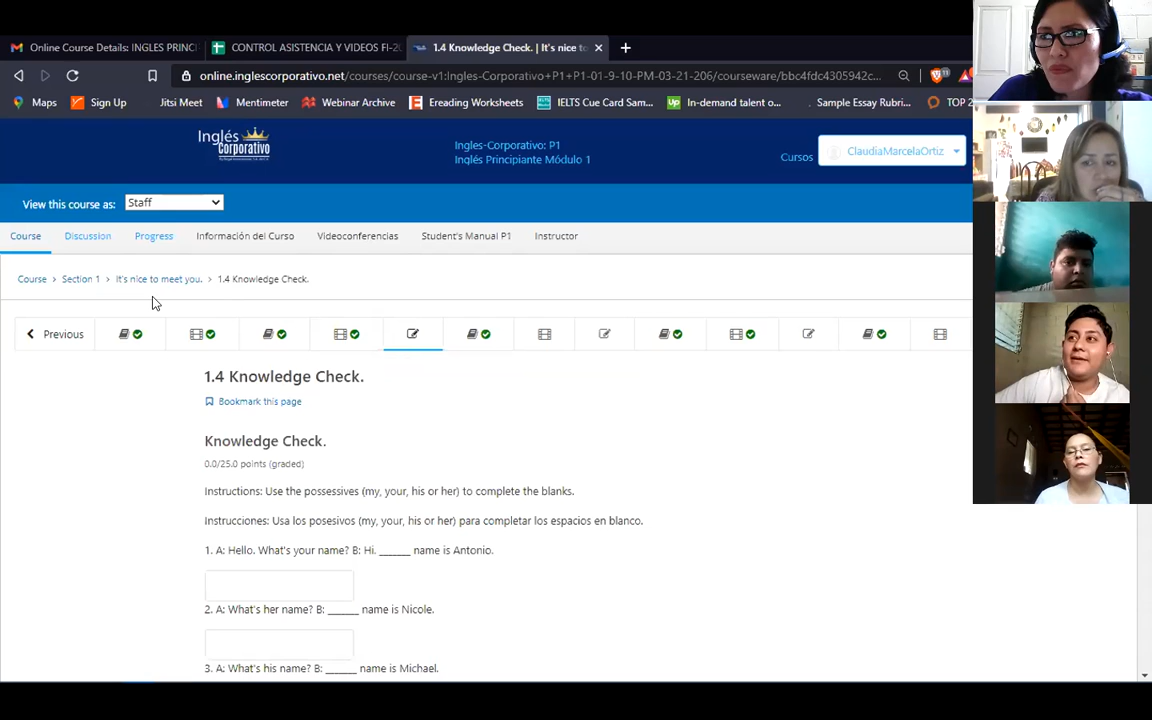 Online Course Details: INGLES PRINC
CONTROL ASISTENCIA Y VIDEOS FI-20
1.4 Knowledge Check. | It's nice to
online.inglescorporativo.net/courses/course-v1:Ingles-Corporativo+P1+P1-01-9-10-PM-03-21-206/courseware/bbc4fdc4305942c...
11
Maps Sign Up Jitsi Meet Mentimeter Webinar Archive Ereading Worksheets IELTS Cue Card Sam... In-demand talent o... Sample Essay Rubri... TOP 2
Inglés
Corporativo
Ingles-Corporativo: P1
Inglés Principiante Módulo 1
Cursos
ClaudiaMarcelaOrtiz
View this course as: Staff
Course Discussion Progress Información del Curso Videoconferencias Student's Manual P1 Instructor
Course > Section 1 > It's nice to meet you. > 1.4 Knowledge Check.
Previous
1.4 Knowledge Check.
Bookmark this page
Knowledge Check.
0.0/25.0 points (graded)
Instructions: Use the possessives (my, your, his or her) to complete the blanks.
Instrucciones: Usa los posesivos (my, your, his or her) para completar los espacios en blanco.
1. A: Hello. What's your name? B: Hi. ______ name is Antonio.
2. A: What's her name? B: ______ name is Nicole.
3. A: What's his name? B: ______ name is Michael.